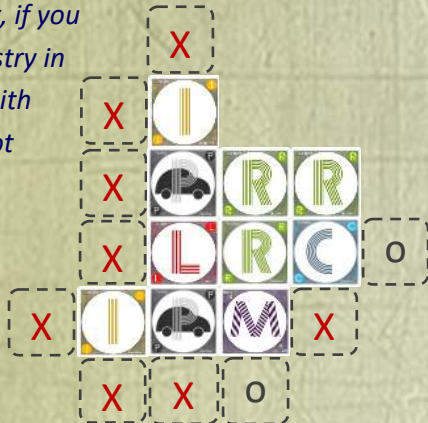 , if you
X
stry in
X I
ith
ot
X P R R
X L R C O
X I P M X
X X O